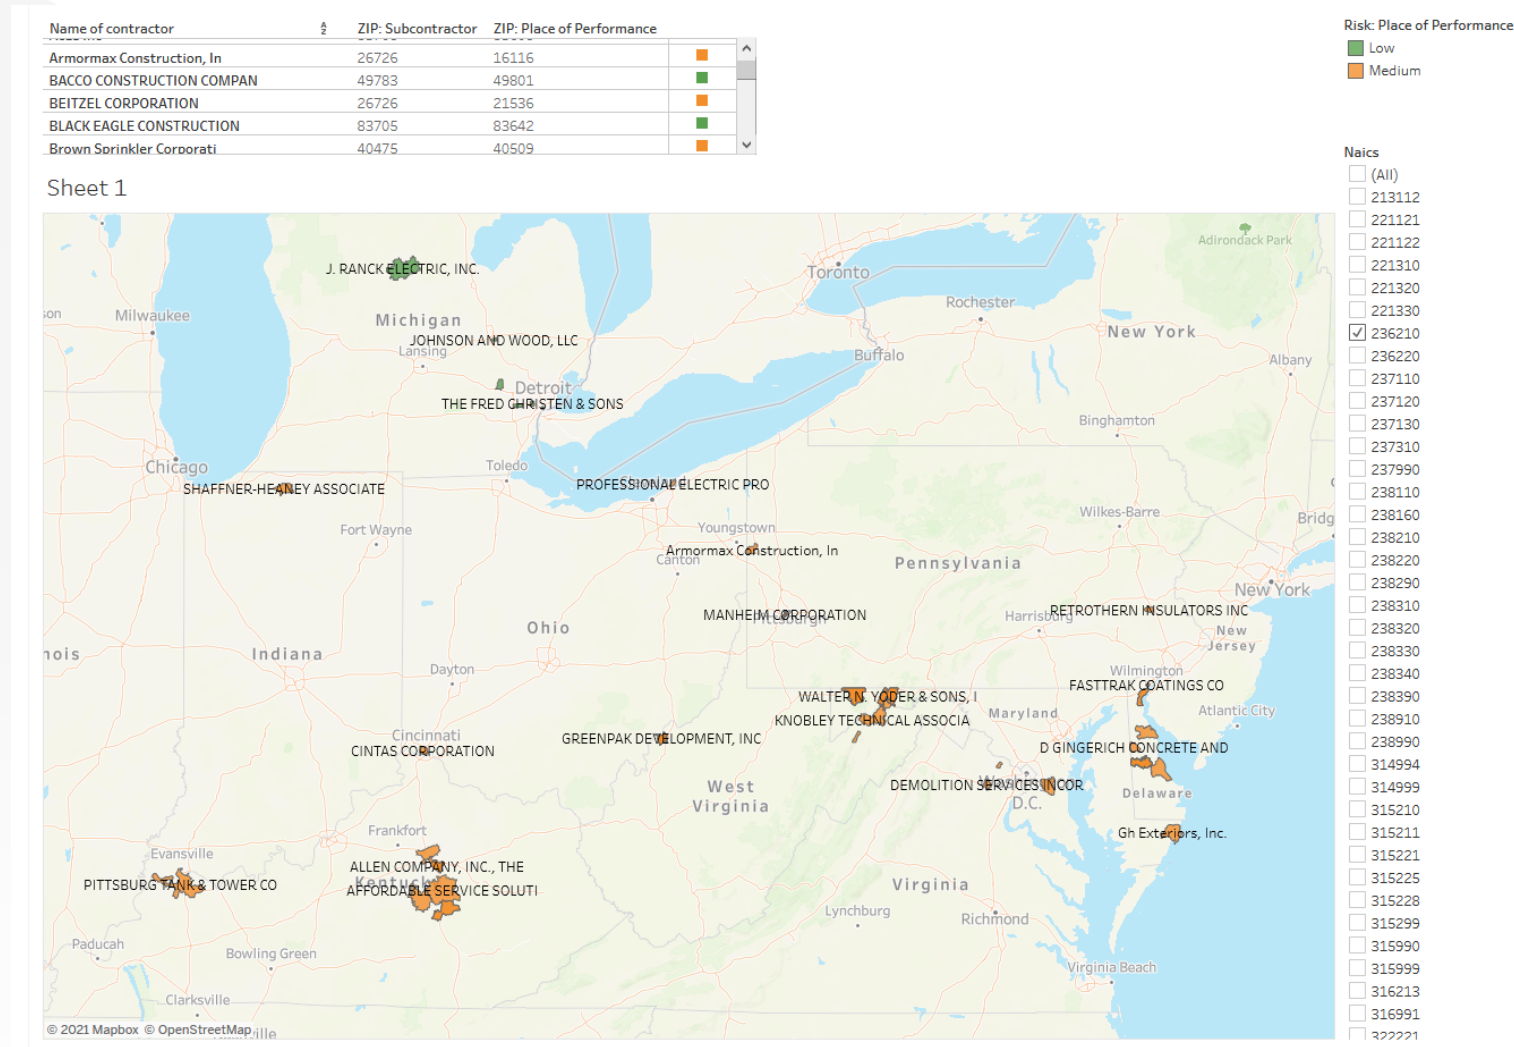 Name of contractor ZIP: Subcontractor ZIP: Place of Performance
Armormax Construction, In 26726 16116
BACCO CONSTRUCTION COMPAN 49783 49801
BEITZEL CORPORATION 26726 21536
BLACK EAGLE CONSTRUCTION 83705 83642
Brown Sprinkler Corporati 40475 40509
Sheet 1
Adirondack Park
J. RANCK ELECTRIC, INC.
Toronto
Rochester
Milwaukee
Michigan
New York
JOHNSON AND WOOD, LLC
Lansing
Buffalo
Albany
Detroit
THE FRED CHRISTEN & SONS
Binghamton
Chicago
Toledo
SHAFFNER-HEANEY ASSOCIATE
PROFESSIONAL ELECTRIC PRO
Fort Wayne
Youngstown
Wilkes-Barre
Bridg
Armormax Construction, In
Canton
Pennsylvania
New York
MANHEIM CORPORATION
Pittsburgh
Harrisburg
RETROTHERN INSULATORS INC
Ohio
New Jersey
nois
Indiana
Dayton
Wilmington
FASTTRAK COATINGS CO
WALTER N. YODER & SONS, I
KNOBLEY TECHNICAL ASSOCIA
Maryland
Atlantic City
Cincinnati
CINTAS CORPORATION
GREENPAK DEVELOPMENT, INC
D GINGERICH CONCRETE AND
West Virginia
DEMOLITION SERVICES INCOR
Washington D.C.
Delaware
Frankfort
Gh Exteriors, Inc.
Evansville
ALLEN COMPANY, INC., THE
PITTSBURG TANK & TOWER CO
Kentucky
AFFORDABLE SERVICE SOLUTI
Virginia
Lynchburg
Richmond
Paducah
Bowling Green
Virginia Beach
Clarksville
© 2021 Mapbox © OpenStreetMap
ville
Risk: Place of Performance
Low
Medium
Naics
(All)
213112
221121
221122
221310
221320
221330
236210
236220
237110
237120
237130
237310
237990
238110
238160
238210
238220
238290
238310
238320
238330
238340
238390
238910
238990
314994
314999
315210
315211
315221
315225
315228
315299
315990
315999
316213
316991
322221